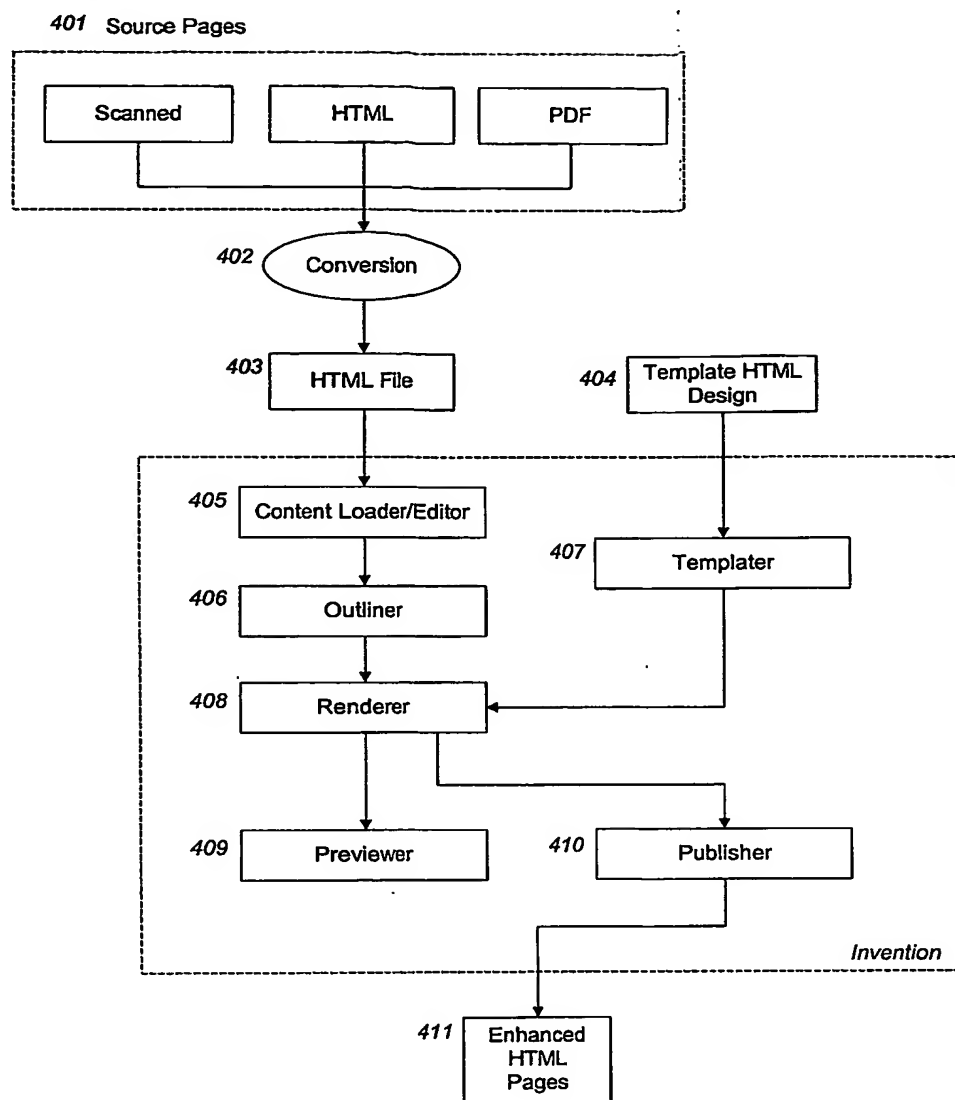 401 Source Pages
Scanned
HTML
PDF
402
Conversion
403
HTML File
404
Template HTML
Design
405
Content Loader/Editor
407
Templater
406
Outliner
408
Renderer
409
Previewer
410
Publisher
Invention
411
Enhanced
HTML
Pages